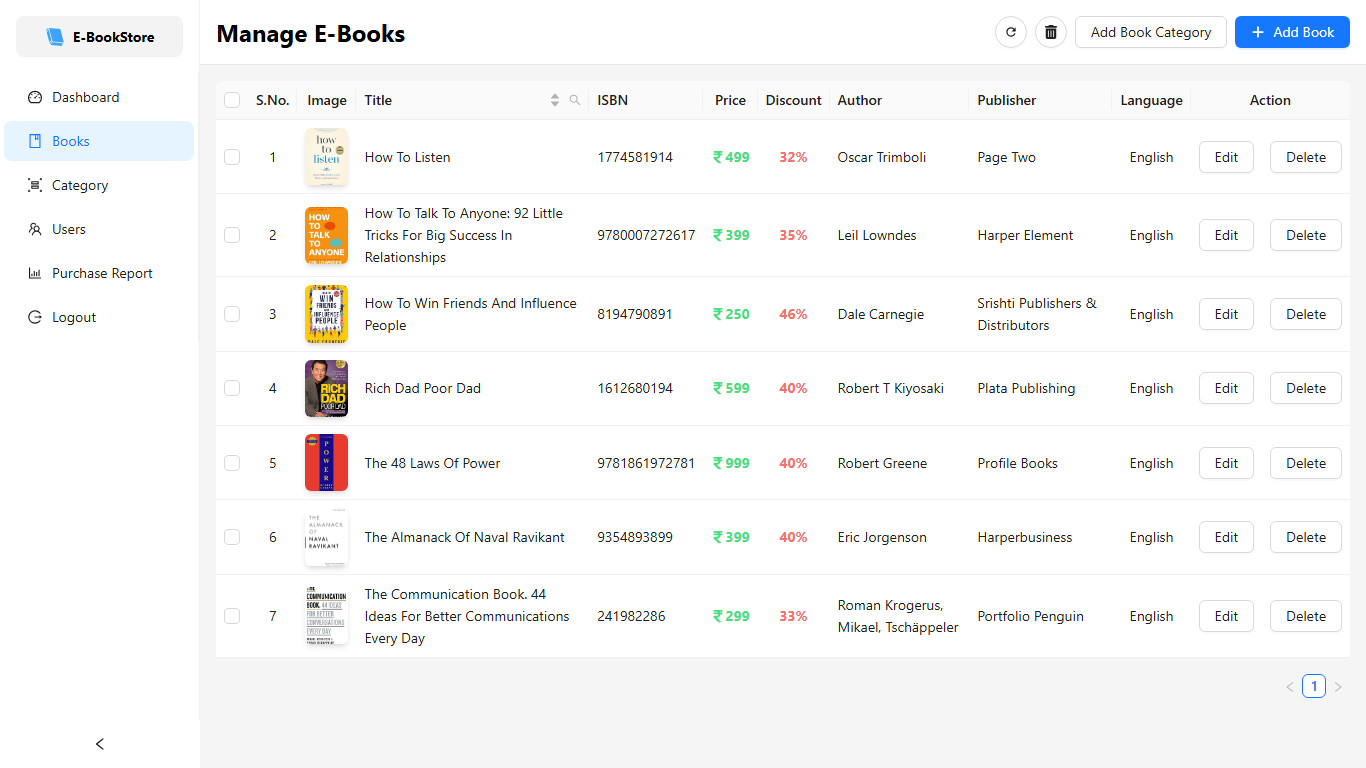 E-BookStore
Manage E-Books
Add Book Category
Add Book
Dashboard
Books
Category
Users
Purchase Report
Logout
S.No. Image Title ISBN Price Discount Author Publisher Language Action
1 how to listen How To Listen 1774581914 ₹ 499 32% Oscar Trimboli Page Two English Edit Delete
HOW TO TALK TO ANYONE
How To Talk To Anyone: 92 Little
2 Tricks For Big Success In 9780007272617 ₹ 399 35% Leil Lowndes Harper Element English Edit Delete
Relationships
WIN FRIENDS INFLUENCE PEOPLE
DALE CARNEGIE
How To Win Friends And Influence Srishti Publishers &
3 People 8194790891 ₹ 250 46% Dale Carnegie Distributors English Edit Delete
4 RICH DAD POOR DAD Rich Dad Poor Dad 1612680194 ₹ 599 40% Robert T Kiyosaki Plata Publishing English Edit Delete
5 POWER The 48 Laws Of Power 9781861972781 ₹ 999 40% Robert Greene Profile Books English Edit Delete
6 THE ALMANACK OF NAVAL RAVIKANT The Almanack Of Naval Ravikant 9354893899 ₹ 399 40% Eric Jorgenson Harperbusiness English Edit Delete
COMMUNICATION BOOK. 44 IDEAS FOR BETTER CONVERSATIONS EVERY DAY
The Communication Book. 44 Roman Krogerus,
7 Ideas For Better Communications 241982286 ₹ 299 33% Mikael, Tschäppeler Portfolio Penguin English Edit Delete
Every Day
1